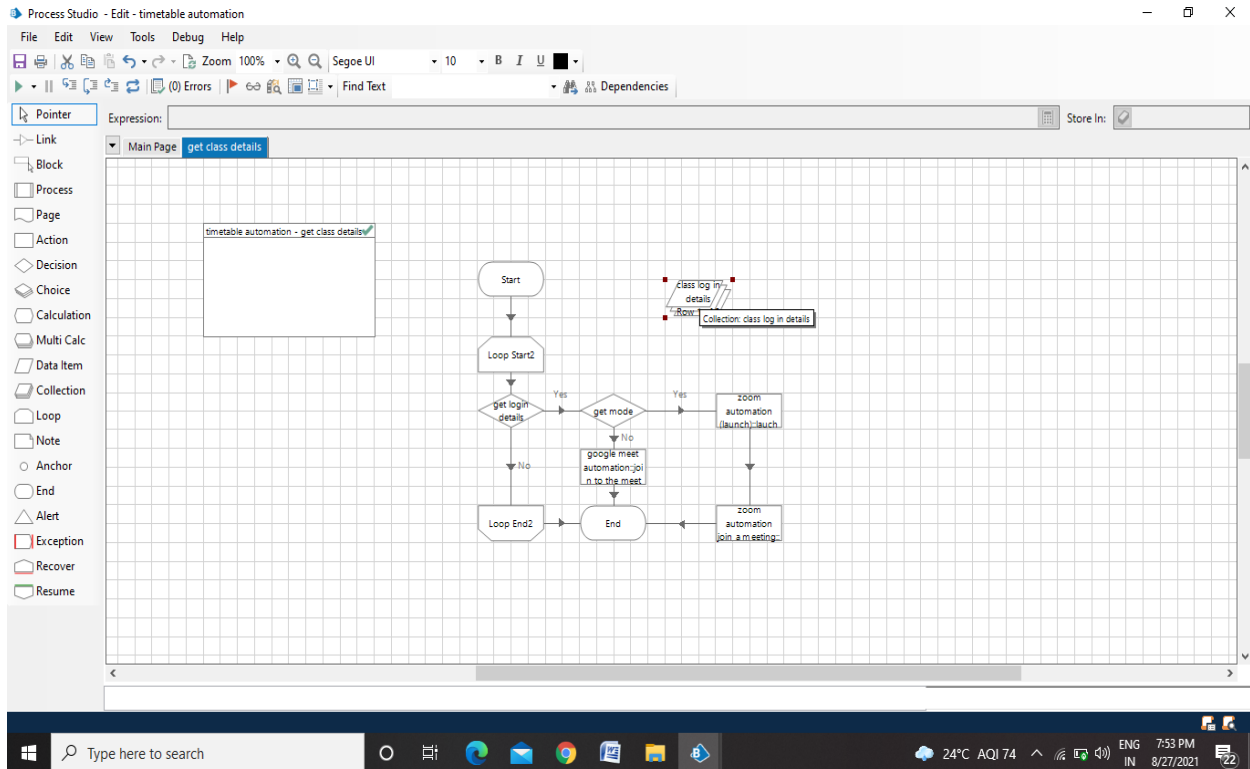 Process Studio - Edit - timetable automation
File Edit View Tools Debug Help
Zoom 100% Segoe UI 10 B I U
(0) Errors Find Text Dependencies
Pointer
Expression:
Store In:
Link
Main Page get class details
Block
Process
Page
Action
Decision
Choice
Calculation
Multi Calc
Data Item
Collection
Loop
Note
Anchor
End
Alert
Exception
Recover
Resume
timetable automation - get class details
Start
class log in
details
Row
Collection: class log in details
Loop Start2
Yes
Yes
get login
details
get mode
zoom
automation
(launch)::lauch
No
google meet
automation::joi
n to the meet
No
Loop End2
End
zoom
automation
join a meeting::
Type here to search
24°C AQI 74
ENG
IN
7:53 PM
8/27/2021
22